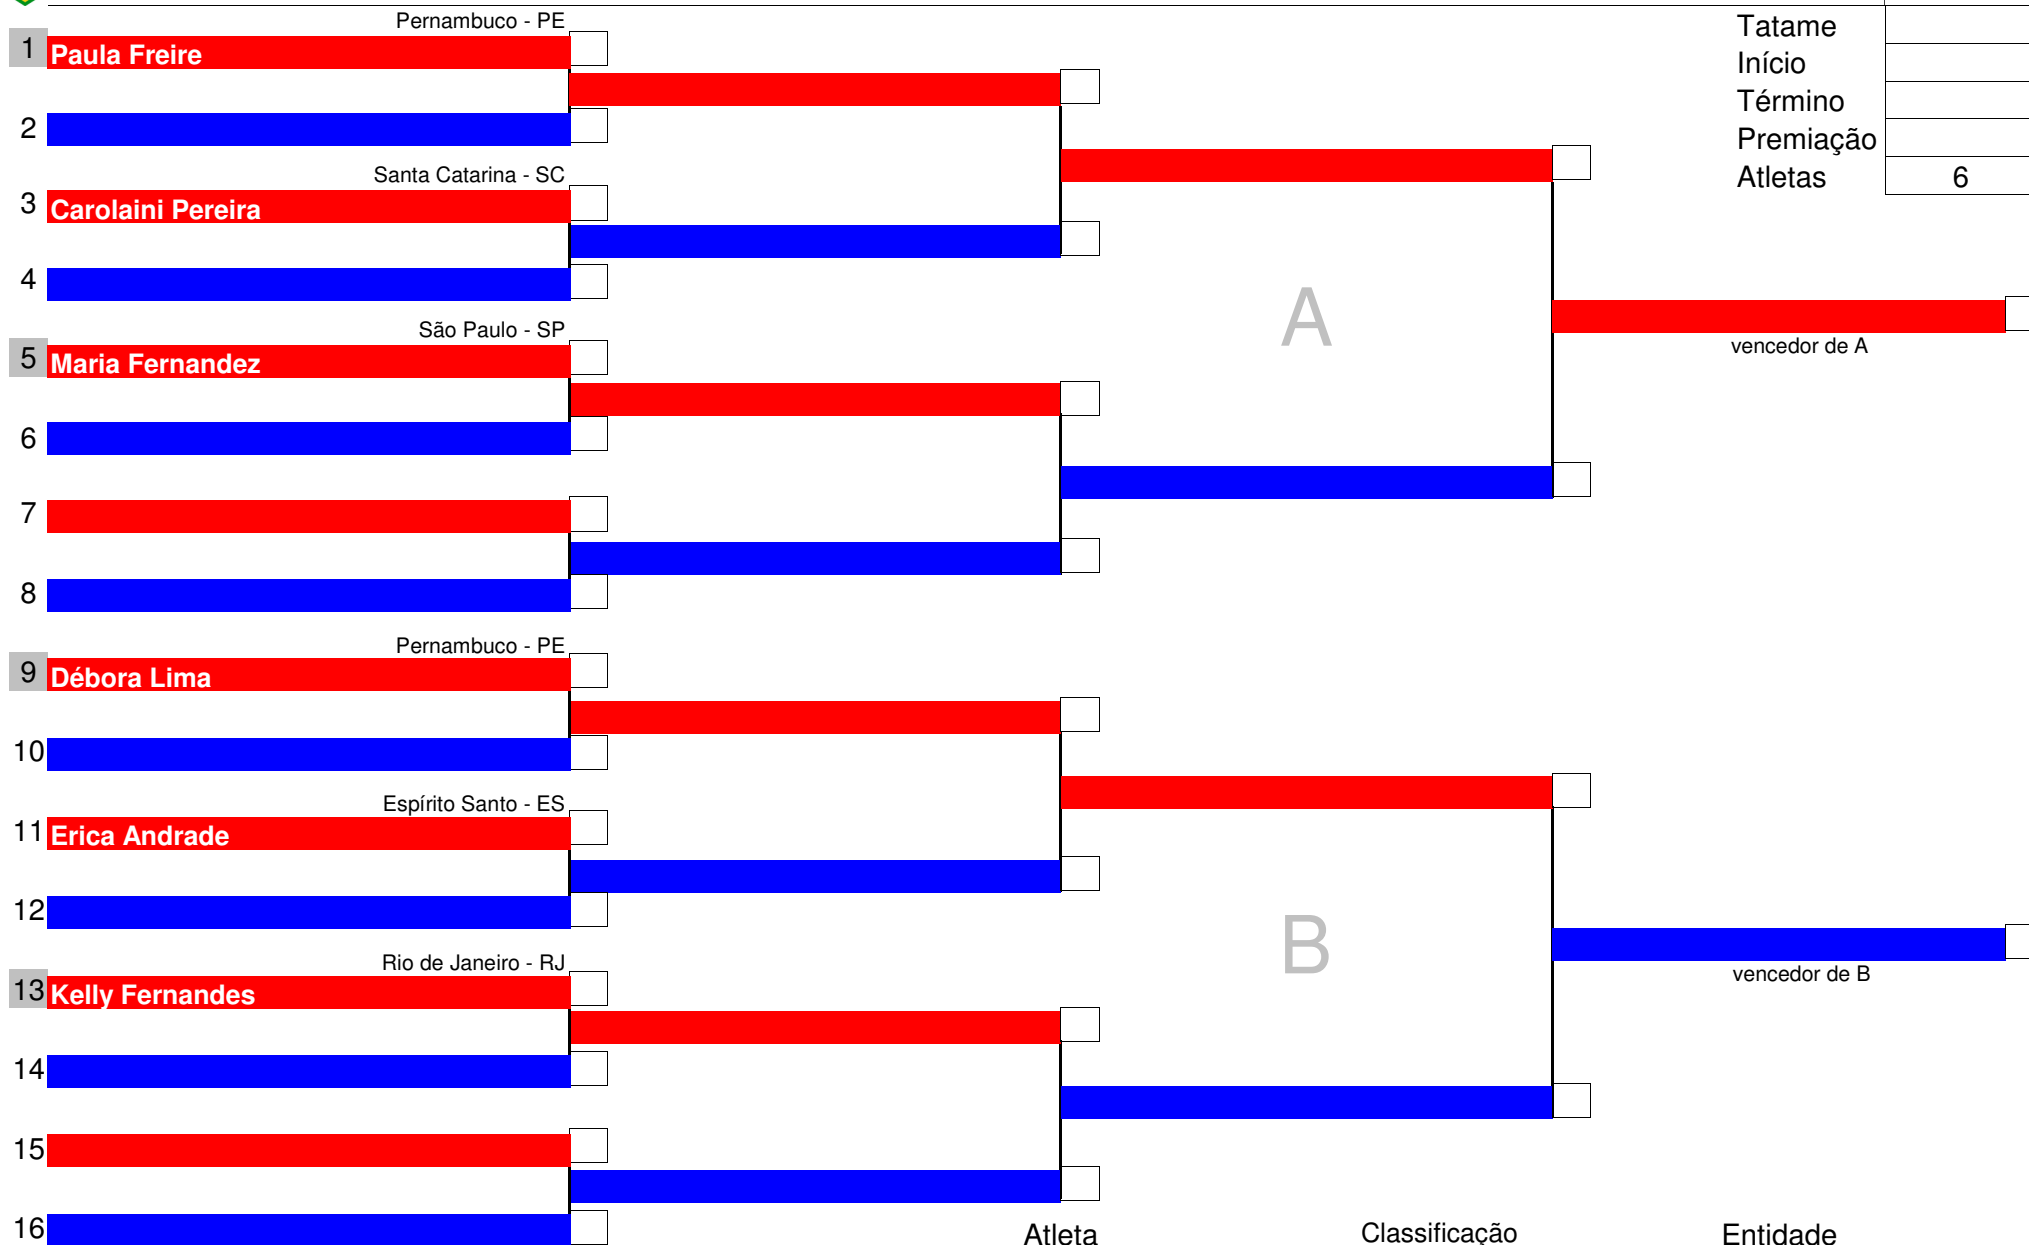 Pernambuco - PE
1 Paula Freire
2
Santa Catarina - SC
3 Carolaini Pereira
4
São Paulo - SP
5 Maria Fernandez
6
7
8
Pernambuco - PE
9 Débora Lima
10
Espírito Santo - ES
11 Erica Andrade
12
Rio de Janeiro - RJ
13 Kelly Fernandes
14
15
16
A
B
vencedor de A
vencedor de B
Tatame
Início
Término
Premiação
Atletas 6
Atleta Classificação Entidade